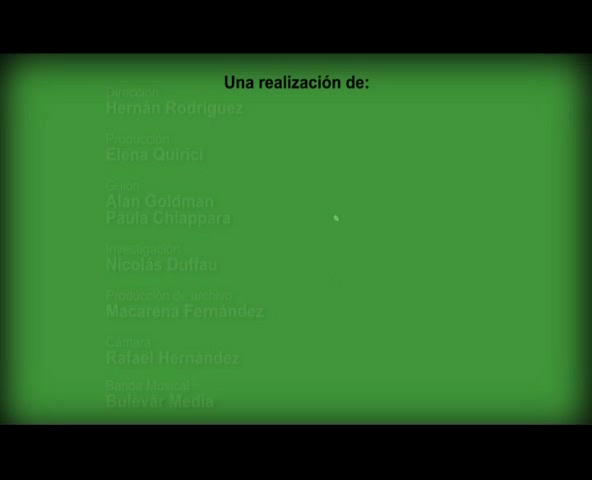 Una realización de:
Dirección
Hernán Rodríguez
Producción
Elena Quirici
Guión
Alan Goldman
Paula Chiappara
Investigación
Nicolás Duffau
Producción de archivo
Macarena Fernández
Cámara
Rafael Hernández
Banda Musical
Bulevar Media